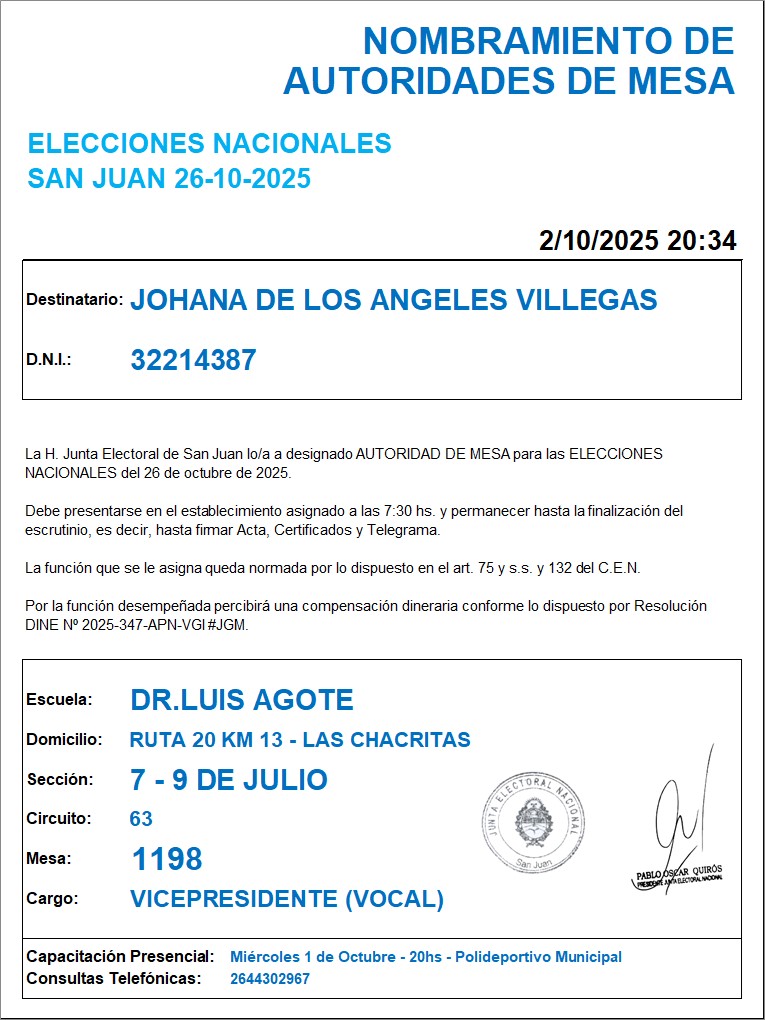 NOMBRAMIENTO DE
AUTORIDADES DE MESA
ELECCIONES NACIONALES
SAN JUAN 26-10-2025
2/10/2025 20:34
Destinatario: JOHANA DE LOS ANGELES VILLEGAS
D.N.I.: 32214387
La H. Junta Electoral de San Juan lo/a a designado AUTORIDAD DE MESA para las ELECCIONES
NACIONALES del 26 de octubre de 2025.
Debe presentarse en el establecimiento asignado a las 7:30 hs. y permanecer hasta la finalización del
escrutinio, es decir, hasta firmar Acta, Certificados y Telegrama.
La función que se le asigna queda normada por lo dispuesto en el art. 75 y s.s. y 132 del C.E.N.
Por la función desempeñada percibirá una compensación dineraria conforme lo dispuesto por Resolución
DINE Nº 2025-347-APN-VGI#JGM.
Escuela: DR.LUIS AGOTE
Domicilio: RUTA 20 KM 13 - LAS CHACRITAS
Sección: 7 - 9 DE JULIO
Circuito: 63
Mesa: 1198
Cargo: VICEPRESIDENTE (VOCAL)
JUNTA ELECTORAL NACIONAL
San Juan
PABLO OSCAR QUIRÓS
PRESIDENTE JUNTA ELECTORAL NACIONAL
Capacitación Presencial: Miércoles 1 de Octubre - 20hs - Polideportivo Municipal
Consultas Telefónicas: 2644302967